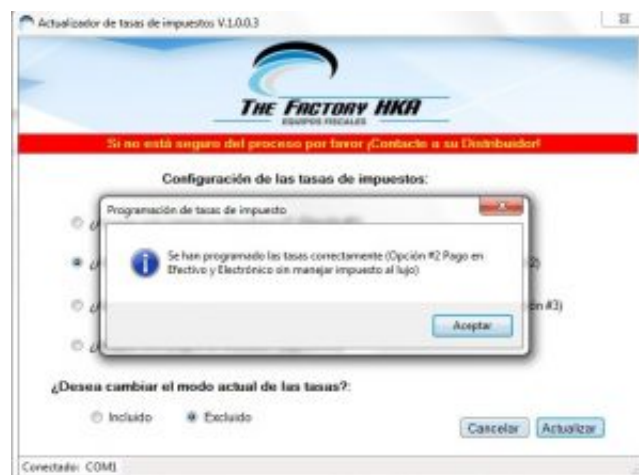 Actualizador de tasas de impuestos V.1.0.0.3
THE FACTORY HKA
EQUIPOS FISCALES
Si no está seguro del proceso por favor ¡Contacte a su Distribuidor!
Configuración de las tasas de impuestos:
Programación de tasas de impuesto
Se han programado las tasas correctamente (Opción #2 Pago en
Efectivo y Electrónico sin manejar impuesto al lujo)
2)
ón #3)
Aceptar
¿Desea cambiar el modo actual de las tasas?:
Incluido
Excluido
Cancelar
Actualizar
Conectado: COM1